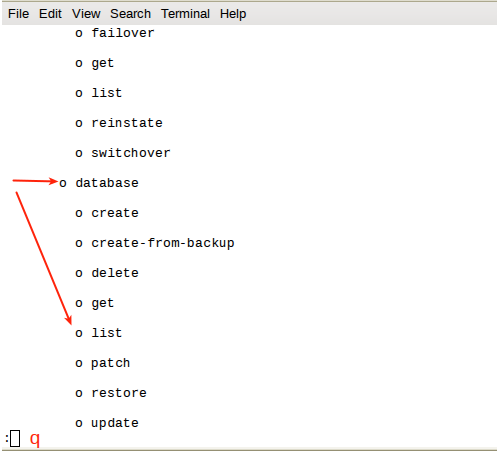 File Edit View Search Terminal Help
o failover
o get
o list
o reinstate
o switchover
o database
o create
o create-from-backup
o delete
o get
o list
o patch
o restore
o update
: q